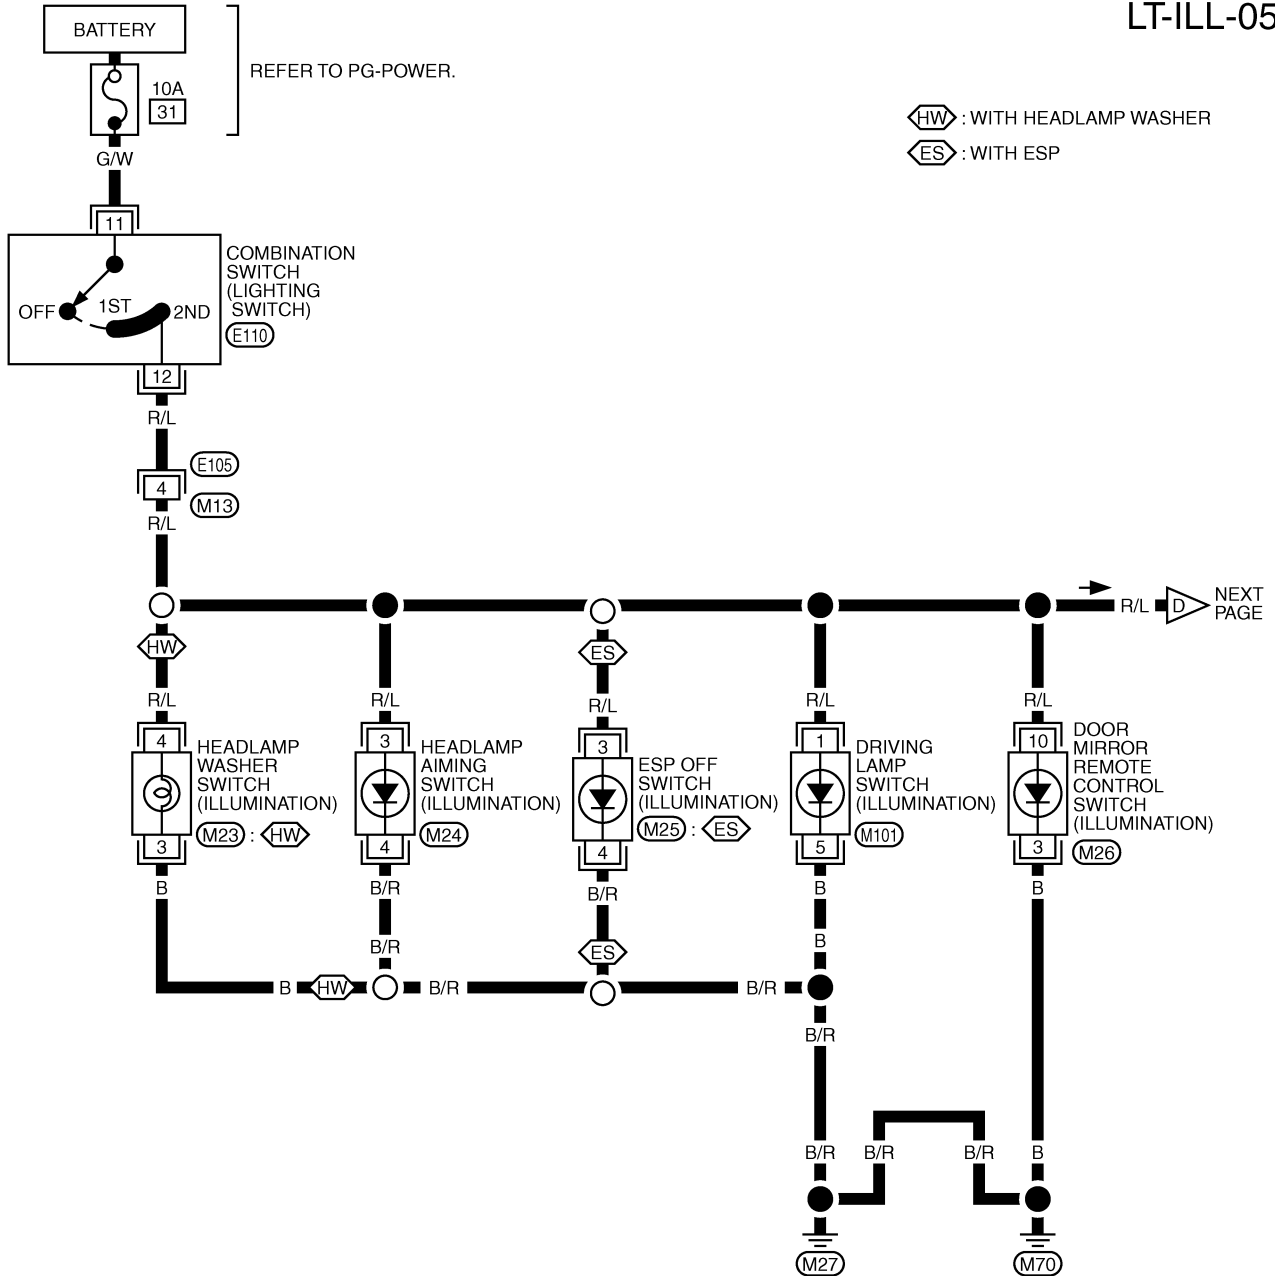 LT-ILL-05
BATTERY
REFER TO PG-POWER.
10A
31
HW : WITH HEADLAMP WASHER
ES : WITH ESP
G/W
11
COMBINATION
SWITCH
(LIGHTING
SWITCH)
E110
OFF
1ST
2ND
12
R/L
E105
4
M13
R/L
R/L
D
NEXT
PAGE
HW
ES
R/L
R/L
R/L
R/L
R/L
4
HEADLAMP
WASHER
SWITCH
(ILLUMINATION)
M23 : HW
3
3
HEADLAMP
AIMING
SWITCH
(ILLUMINATION)
M24
4
3
ESP OFF
SWITCH
(ILLUMINATION)
M25 : ES
4
1
DRIVING
LAMP
SWITCH
(ILLUMINATION)
M101
5
10
DOOR
MIRROR
REMOTE
CONTROL
SWITCH
(ILLUMINATION)
M26
3
B
B/R
B/R
B
B
B/R
ES
B
B
HW
B/R
B/R
B/R
B/R
B/R
B/R
B
M27
M70